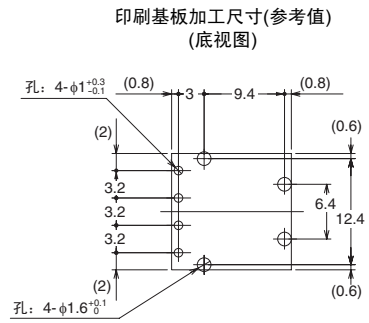 印刷基板加工尺寸(参考值)
(底视图)
(0.8) 3 9.4 (0.8)
孔：4-ϕ1+0.3 -0.1
(2)
(0.6)
3.2
3.2
6.4
12.4
3.2
(2)
(0.6)
孔：4-ϕ1.6+0.1 0